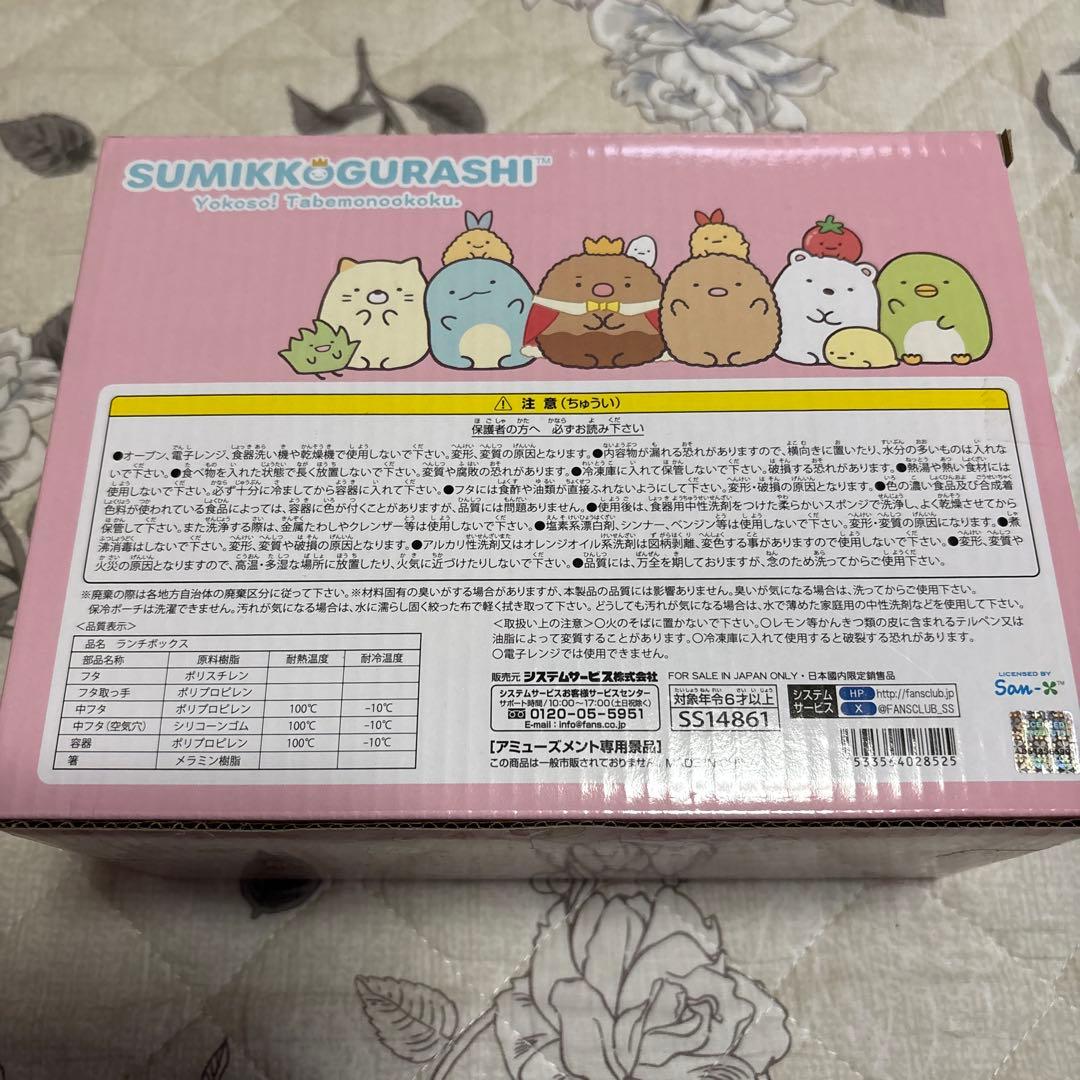 SUMIKKOGURASHI™
Yokoso! Tabemonookoku.
⚠ 注意(ちゅうい)
保護者の方へ 必ずお読み下さい
●オーブン、電子レンジ、食器洗い機や乾燥機で使用しないで下さい。変形、変質の原因となります。●内容物が漏れる恐れがありますので、横向きに置いたり、水分の多いものは入れな
いで下さい。●食べ物を入れた状態で長く放置しないで下さい。変質や腐敗の恐れがあります。●冷凍庫に入れて保管しないで下さい。破損する恐れがあります。●熱湯や熱い食材には
使用しないで下さい。必ず十分に冷ましてから容器に入れて下さい。●フタには食酢や油類が直接ふれないようにして下さい。変形・破損の原因となります。●色の濃い食品及び合成着
色料が使われている食品によっては、容器に色が付くことがありますが、品質には問題ありません。●使用後は、食器用中性洗剤をつけた柔らかいスポンジで洗浄し、よく乾燥させてから
保管して下さい。また洗浄する際は、金属たわしやクレンザー等は使用しないで下さい。●塩素系漂白剤、シンナー、ベンジン等は使用しないで下さい。変形・変質の原因になります。●煮
沸消毒はしないで下さい。変形、変質や破損の原因となります。●アルカリ性洗剤又はオレンジオイル系洗剤は図柄剥離、変色する事がありますので使用しないで下さい。●変形、変質や
火災の原因となりますので、高温・多湿な場所に放置したり、火気に近づけたりしないで下さい。●品質には、万全を期しておりますが、念のため洗ってからご使用下さい。
※廃棄の際は各地方自治体の廃棄区分に従って下さい。※材料固有の臭いがする場合がありますが、本製品の品質には影響ありません。臭いが気になる場合は、洗ってからご使用下さい。
保冷ポーチは洗濯できません。汚れが気になる場合は、水に濡らし固く絞った布で軽く拭き取って下さい。どうしても汚れが気になる場合は、水で薄めた家庭用の中性洗剤などを使用して下さい。
<品質表示>
品名 ランチボックス
部品名称 原料樹脂 耐熱温度 耐冷温度
フタ ポリスチレン
フタ取っ手 ポリプロピレン
中フタ ポリプロピレン 100℃ -10℃
中フタ(空気穴) シリコーンゴム 100℃ -10℃
容器 ポリプロピレン 100℃ -10℃
箸 メラミン樹脂
<取扱い上の注意>○火のそばに置かないで下さい。○レモン等かんきつ類の皮に含まれるテルペン又は
油脂によって変質することがあります。○冷凍庫に入れて使用すると破裂する恐れがあります。
○電子レンジでは使用できません。
販売元 システムサービス株式会社
システムサービスお客様サービスセンター
サポート時間/10:00〜17:00(土日祝除く)
0120-05-5951
E-mail : info@fans.co.jp
【アミューズメント専用景品】
この商品は一般市販されておりません。 MADE IN CHINA
FOR SALE IN JAPAN ONLY・日本國内限定銷售品
対象年令6才以上
SS14861
システムサービス
HP http://fansclub.jp
X @FANSCLUB_SS
533564028525
LICENSED BY
San-X